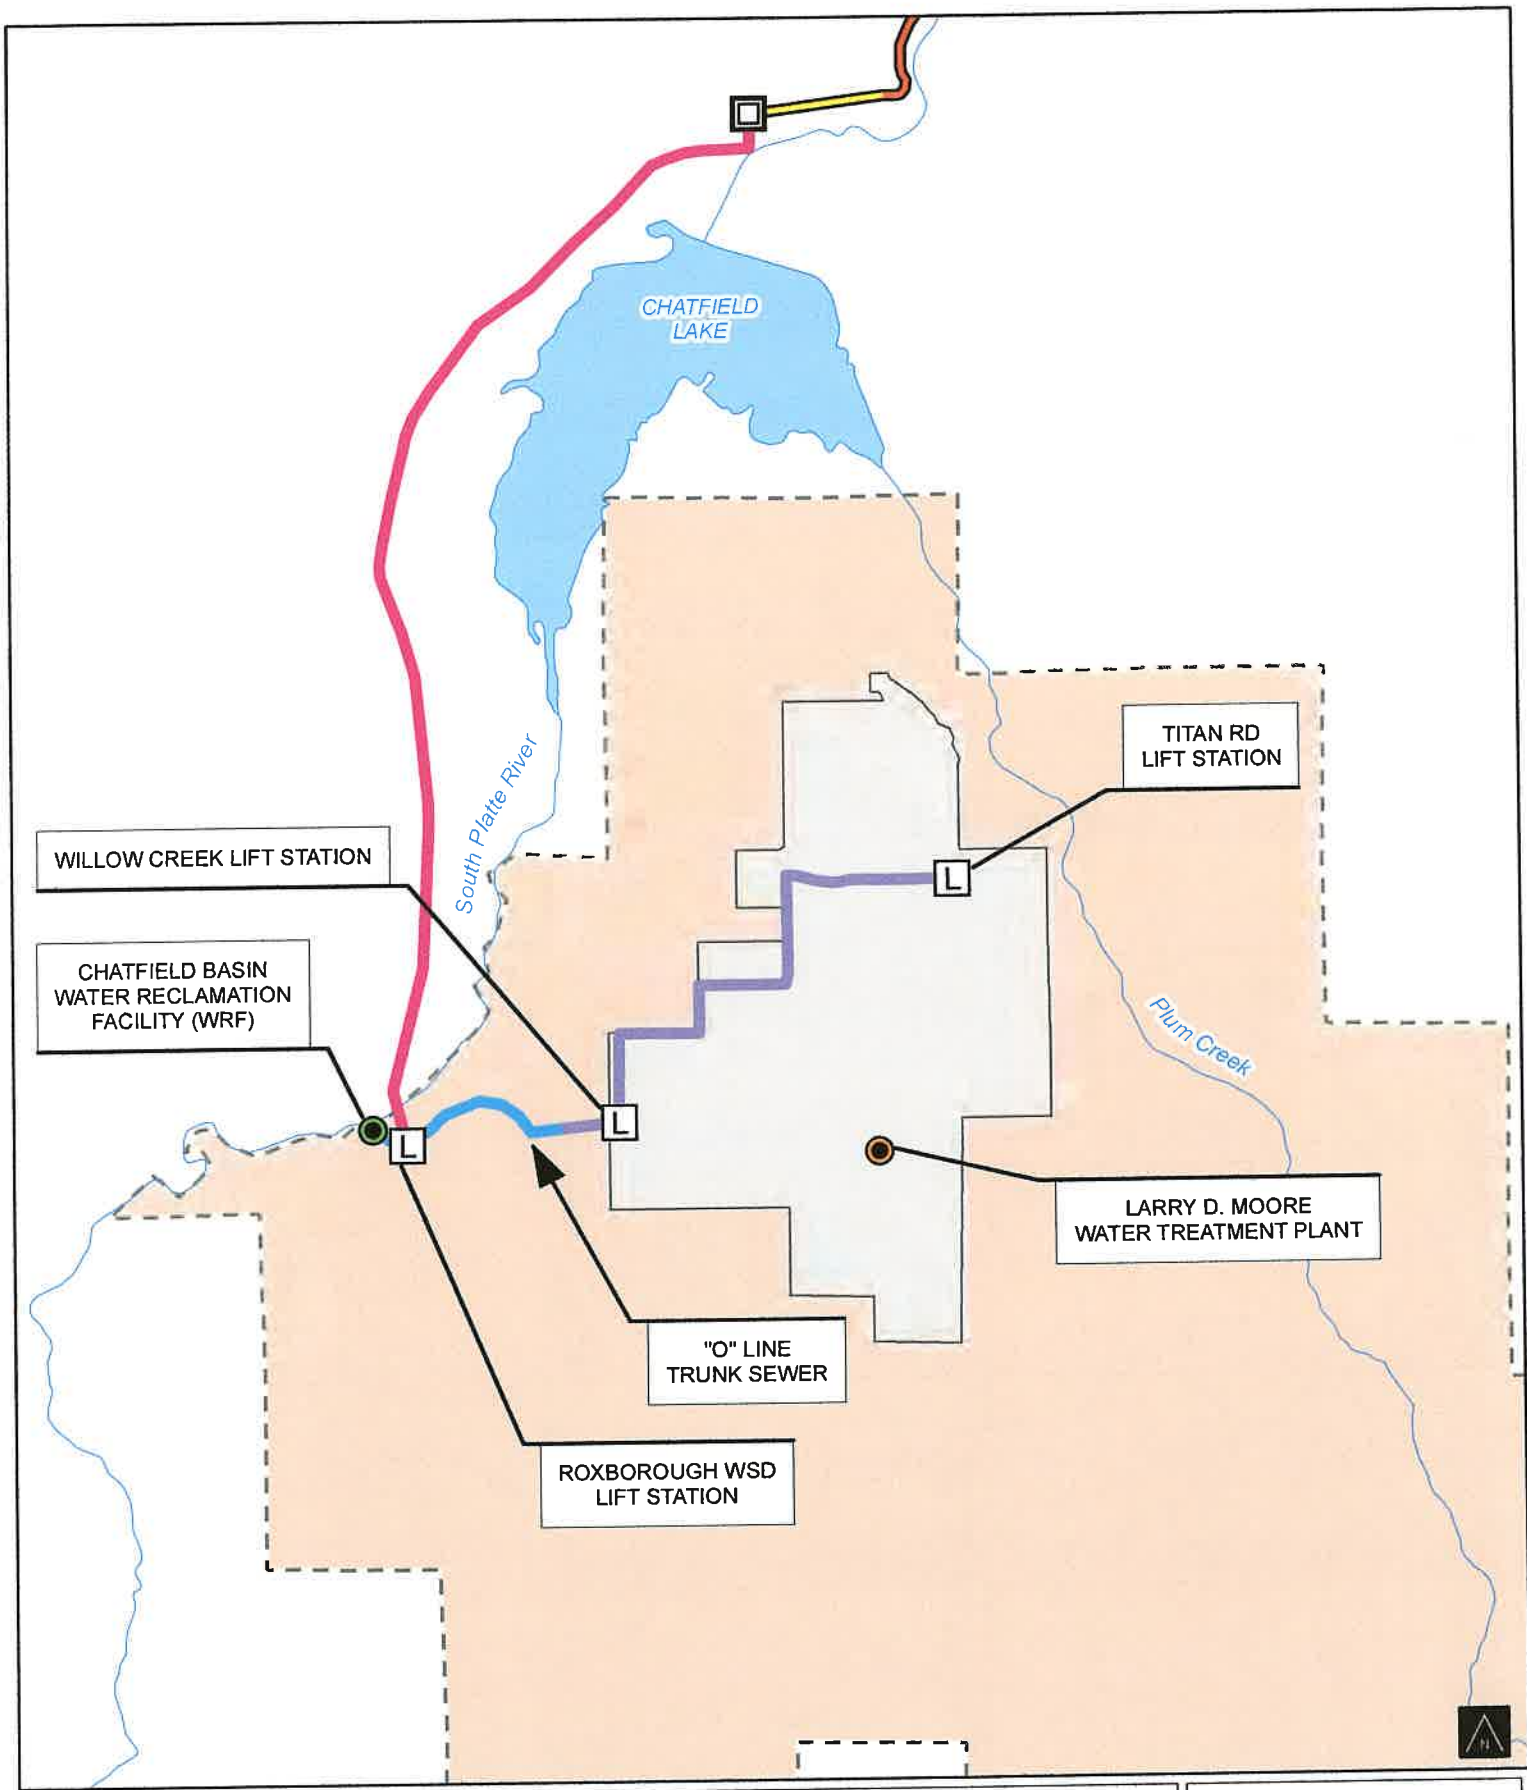 CHATFIELD
LAKE
TITAN RD
LIFT STATION
South Platte River
WILLOW CREEK LIFT STATION
L
CHATFIELD BASIN
WATER RECLAMATION
FACILITY (WRF)
Plum Creek
L
L
LARRY D. MOORE
WATER TREATMENT PLANT
"O" LINE
TRUNK SEWER
ROXBOROUGH WSD
LIFT STATION
N